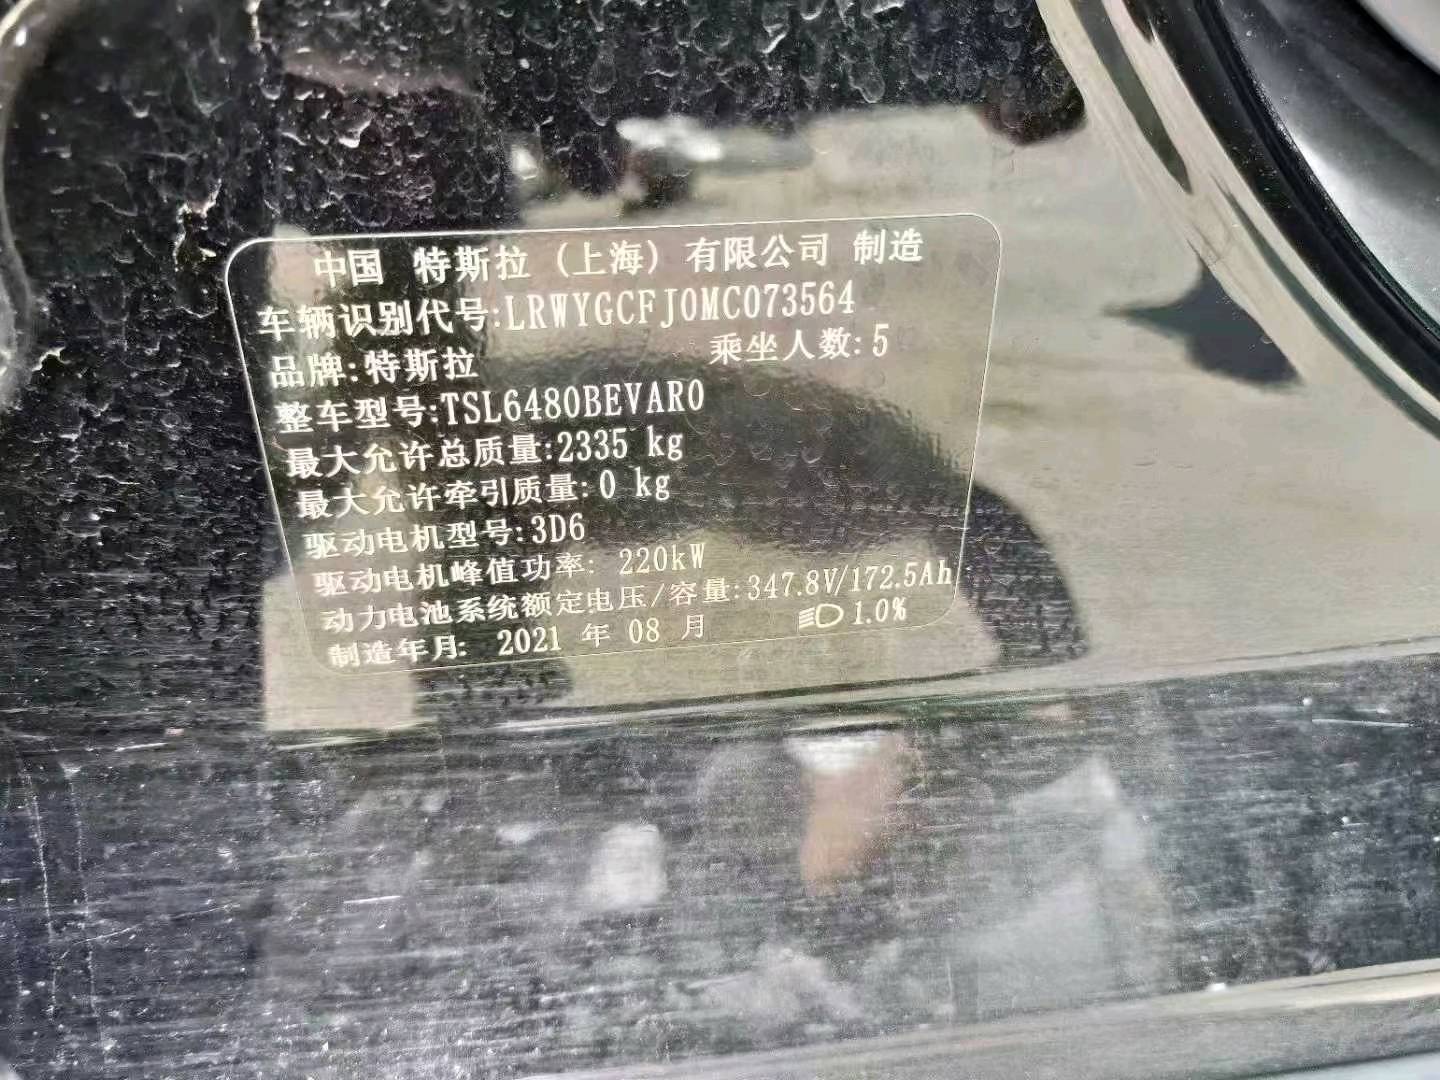 中国 特斯拉（上海）有限公司 制造
车辆识别代号:LRWYGCFJ0MC073564
品牌:特斯拉 乘坐人数:5
整车型号:TSL6480BEVAR0
最大允许总质量:2335 kg
最大允许牵引质量:0 kg
驱动电机型号:3D6
驱动电机峰值功率: 220kW
动力电池系统额定电压/容量:347.8V/172.5Ah
制造年月: 2021 年 08 月 1.0%